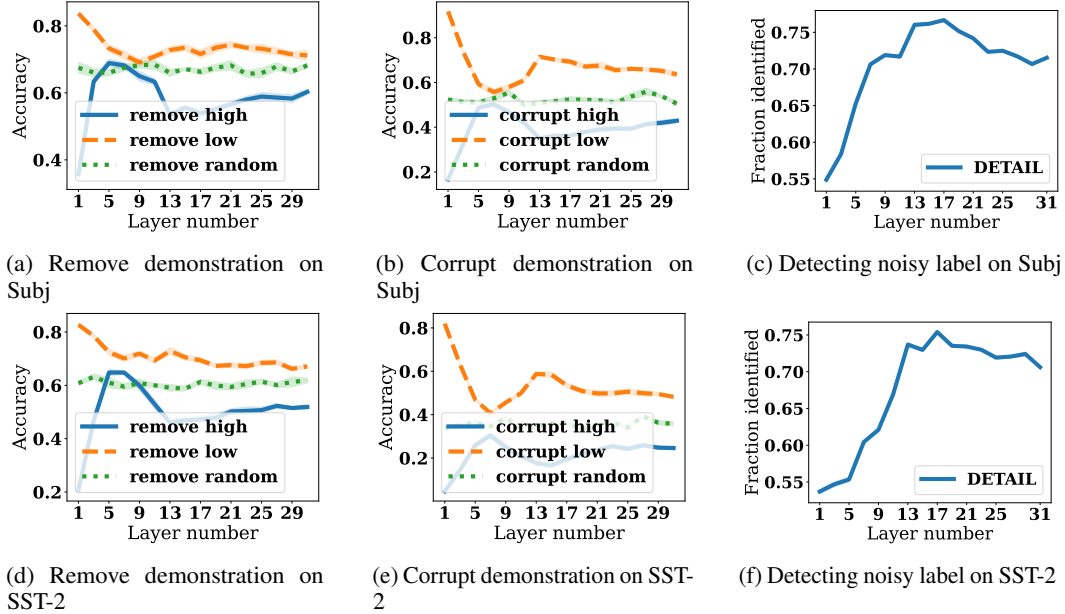 Accuracy
0.8
0.6
0.4
remove high
remove low
remove random
1 5 9 13 17 21 25 29
Layer number
Accuracy
0.8
0.6
0.4
0.2
corrupt high
corrupt low
corrupt random
1 5 9 13 17 21 25 29
Layer number
Fraction identified
0.75
0.70
0.65
0.60
0.55
DETAIL
1 5 9 13 17 21 25 31
Layer number
(a) Remove demonstration on
Subj
(b) Corrupt demonstration on
Subj
(c) Detecting noisy label on Subj
Accuracy
0.8
0.6
0.4
0.2
remove high
remove low
remove random
1 5 9 13 17 21 25 29
Layer number
Accuracy
0.8
0.6
0.4
0.2
corrupt high
corrupt low
corrupt random
1 5 9 13 17 21 25 29
Layer number
Fraction identified
0.75
0.70
0.65
0.60
0.55
DETAIL
1 5 9 13 17 21 25 31
Layer number
(d) Remove demonstration on
SST-2
(e) Corrupt demonstration on SST-
2
(f) Detecting noisy label on SST-2